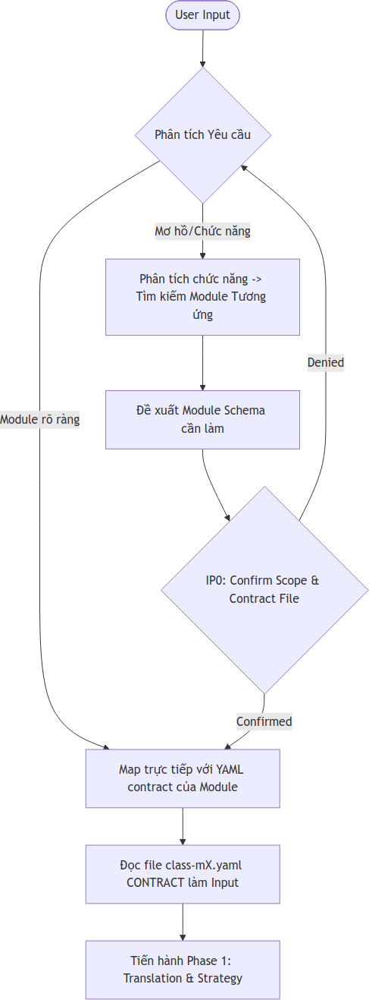 User Input
Phân tích Yêu cầu
Mơ hồ/Chức năng
Phân tích chức năng ->
Tìm kiếm Module Tương
ứng
Denied
Đề xuất Module Schema
cần làm
Module rõ ràng
IP0: Confirm Scope &
Contract File
Confirmed
Map trực tiếp với YAML
contract của Module
Đọc file class-mX.yaml
CONTRACT làm Input
Tiến hành Phase 1:
Translation & Strategy